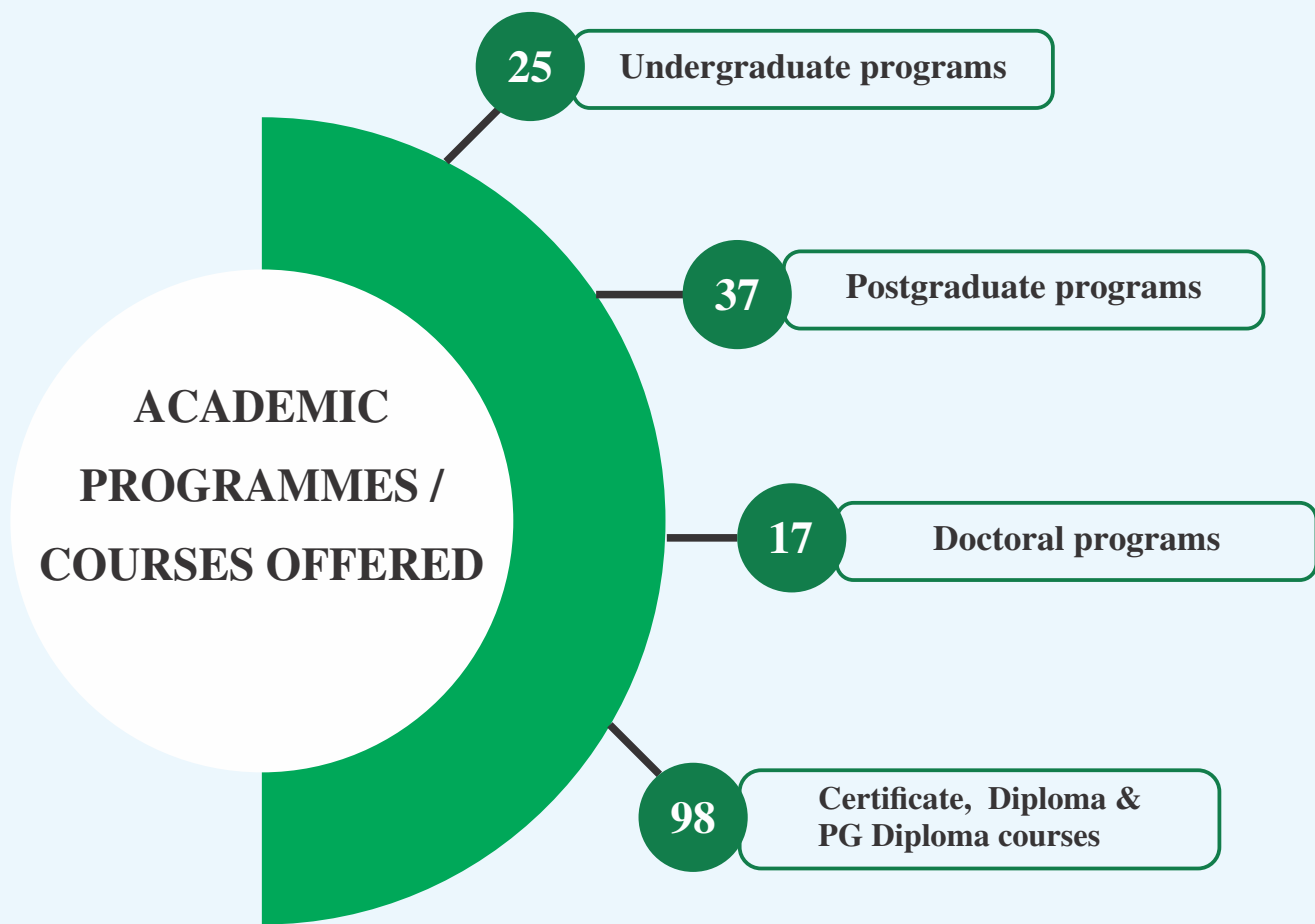 25 Undergraduate programs
37 Postgraduate programs
ACADEMIC
PROGRAMMES /
COURSES OFFERED
17 Doctoral programs
98 Certificate, Diploma &
PG Diploma courses